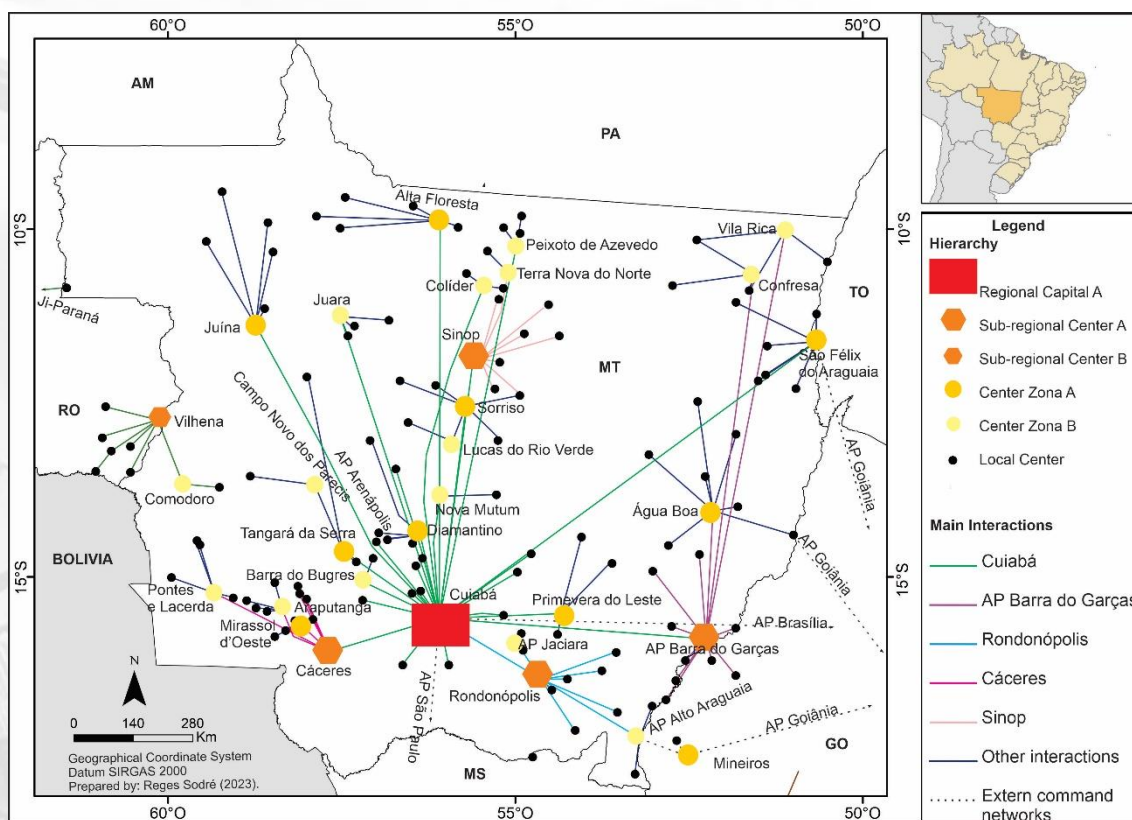 60°O
55°O
50°O
AM
PA
Alta Floresta
Vila Rica
10°S
10°S
Peixoto de Azevedo
Terra Nova do Norte
Confresa
Colíder
TO
Ji-Paraná
Juara
Juína
Sinop
MT
São Félix
do Araguaia
Campo Novo dos Parecis
Sorriso
RO
Vilhena
Lucas do Rio Verde
AP Arenápolis
AP Goiânia
Comodoro
Nova Mutum
Água Boa
Diamantino
Tangará da Serra
BOLIVIA
AP Goiânia
15°S
15°S
Barra do Bugres
Pontes
e Lacerda
Cuiabá
Primevera do Leste
Araputanga
Mirassol
d'Oeste
AP Brasília
AP Jaciara
AP Barra do Garças
Cáceres
Rondonópolis
AP São Paulo
AP Alto Araguaia
AP Goiânia
N
0 140 280
Km
GO
Mineiros
MS
Geographical Coordinate System
Datum SIRGAS 2000
Prepared by: Reges Sodré (2023).
60°O
55°O
50°O
Legend
Hierarchy
Regional Capital A
Sub-regional Center A
Sub-regional Center B
Center Zona A
Center Zona B
Local Center
Main Interactions
Cuiabá
AP Barra do Garças
Rondonópolis
Cáceres
Sinop
Other interactions
Extern command
networks